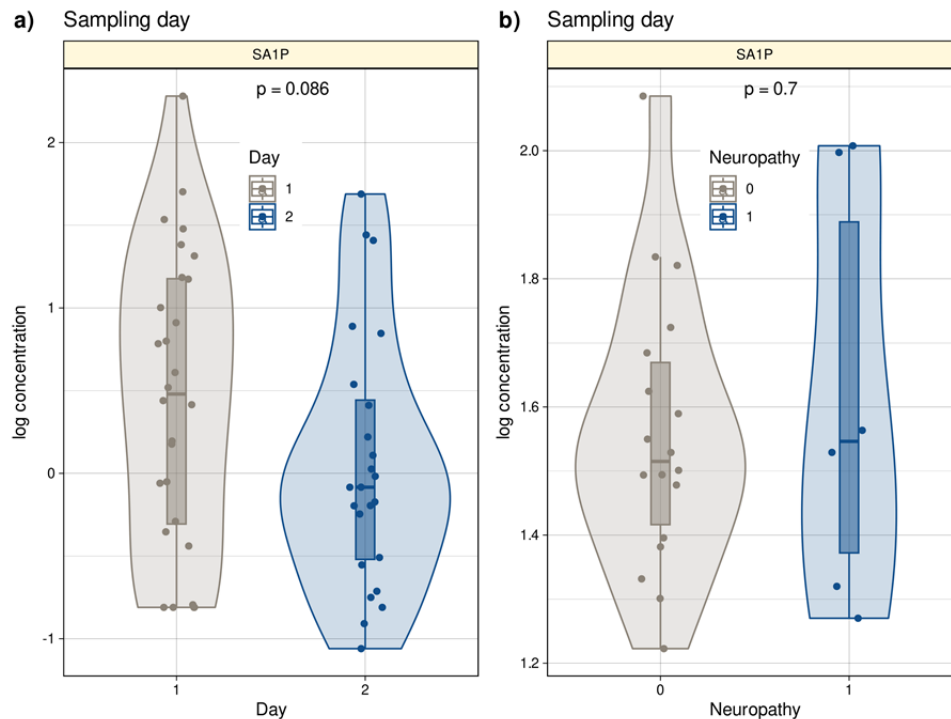 a) Sampling day
SA1P
p = 0.086
Day
1
2
log concentration
2
1
0
-1
1
2
Day
b) Sampling day
SA1P
p = 0.7
Neuropathy
0
1
log concentration
2.0
1.8
1.6
1.4
1.2
0
1
Neuropathy